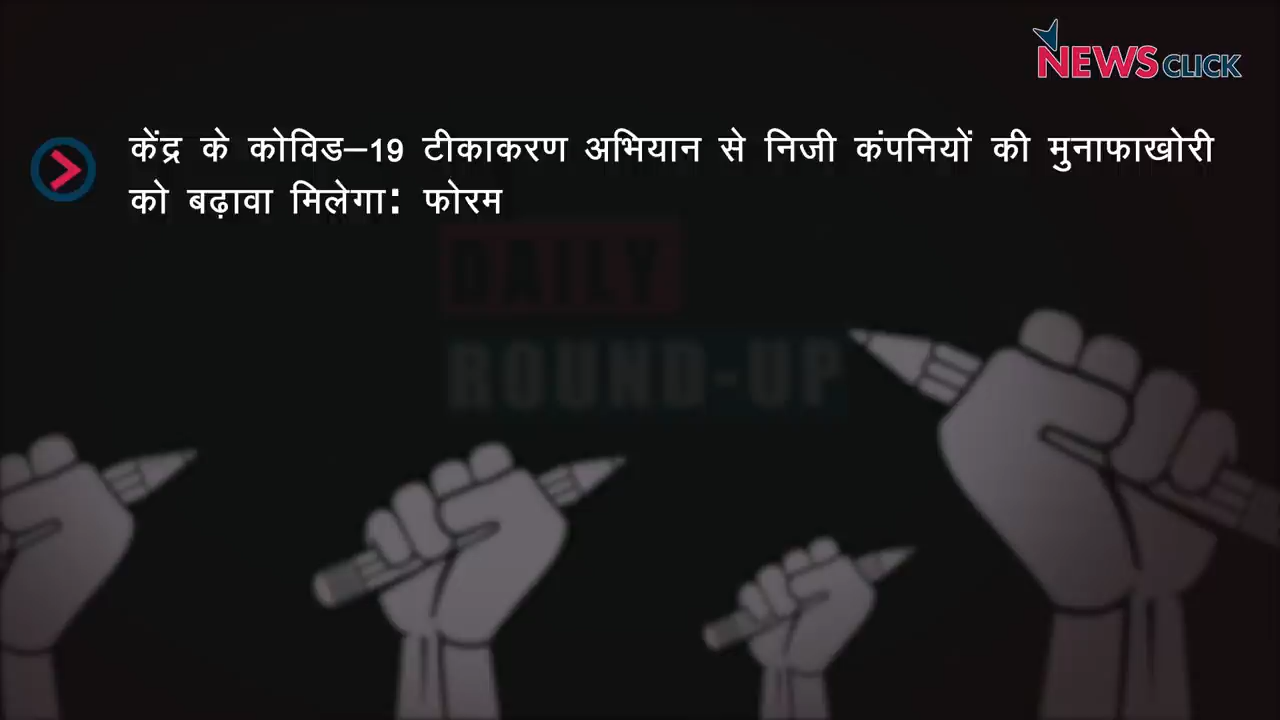 NEWSCLICK
केंद्र के कोविड–19 टीकाकरण अभियान से निजी कंपनियों की मुनाफाखोरी
को बढ़ावा मिलेगा: फोरम
DAILY
ROUND-UP